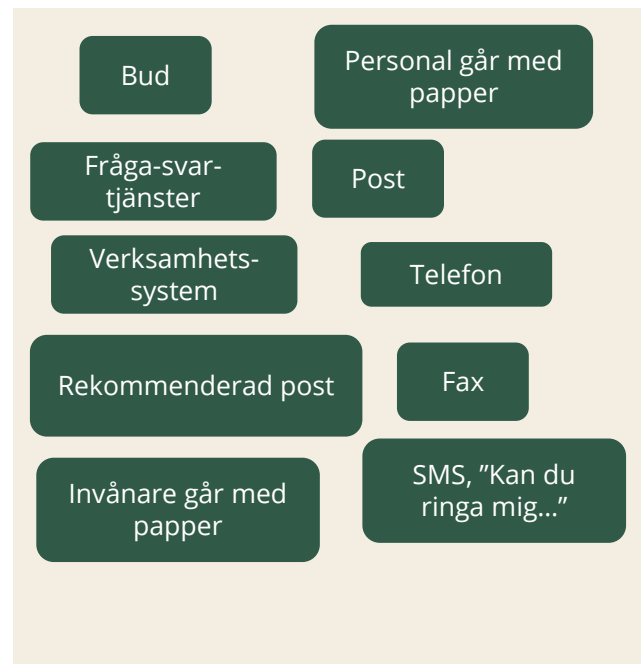 Bud
Personal går med
papper
Fråga-svar-
tjänster
Post
Verksamhets-
system
Telefon
Rekommenderad post
Fax
Invånare går med
papper
SMS, ”Kan du
ringa mig…”